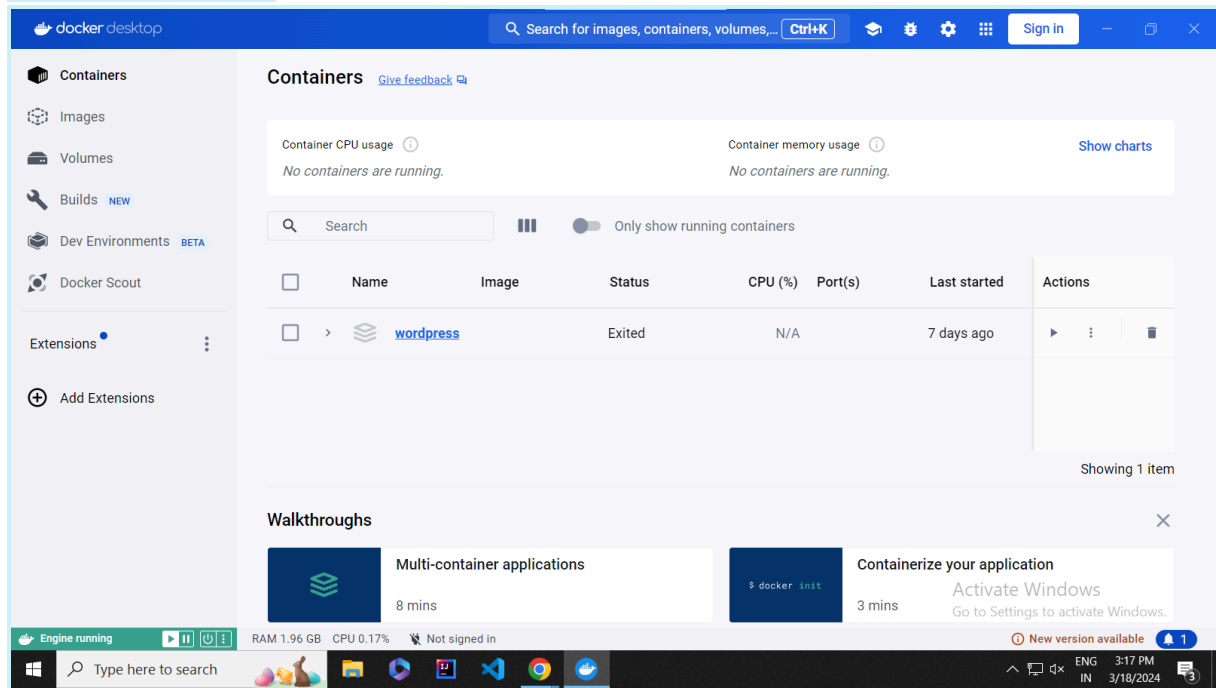 docker desktop
Search for images, containers, volumes,... Ctrl+K
Sign in
Containers
Images
Volumes
Builds NEW
Dev Environments BETA
Docker Scout
Extensions
Add Extensions
Containers Give feedback
Container CPU usage
No containers are running.
Container memory usage
No containers are running.
Show charts
Search
Only show running containers
Name Image Status CPU (%) Port(s) Last started Actions
wordpress Exited N/A 7 days ago
Showing 1 item
Walkthroughs
Multi-container applications
8 mins
$ docker init
Containerize your application
3 mins
Activate Windows
Go to Settings to activate Windows.
Engine running RAM 1.96 GB CPU 0.17% Not signed in New version available 1
Type here to search
ENG
IN
3:17 PM
3/18/2024
3